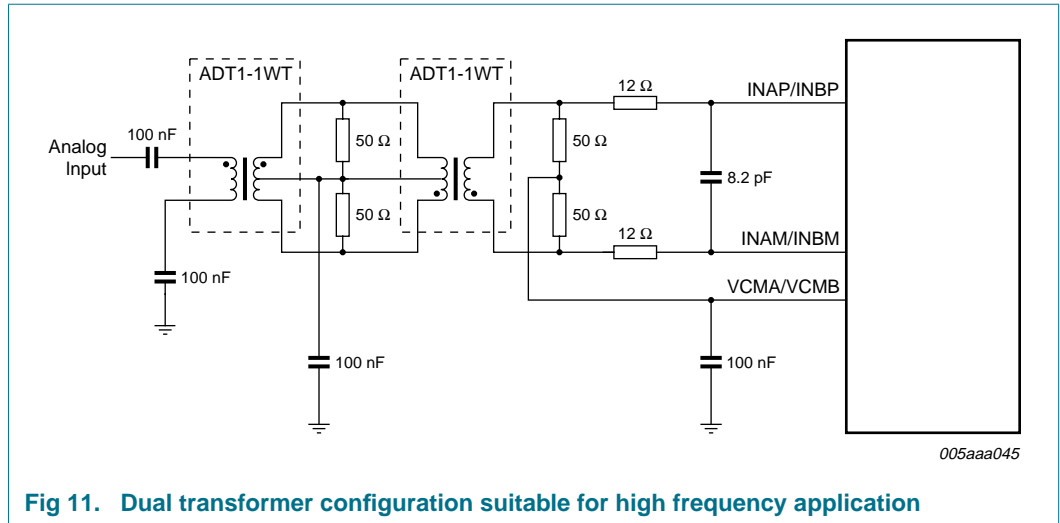 ADT1-1WT
ADT1-1WT
100 nF
Analog
Input
50 Ω
50 Ω
100 nF
100 nF
50 Ω
50 Ω
12 Ω
12 Ω
8.2 pF
INAP/INBP
INAM/INBM
VCMA/VCMB
100 nF
005aaa045
Fig 11. Dual transformer configuration suitable for high frequency application